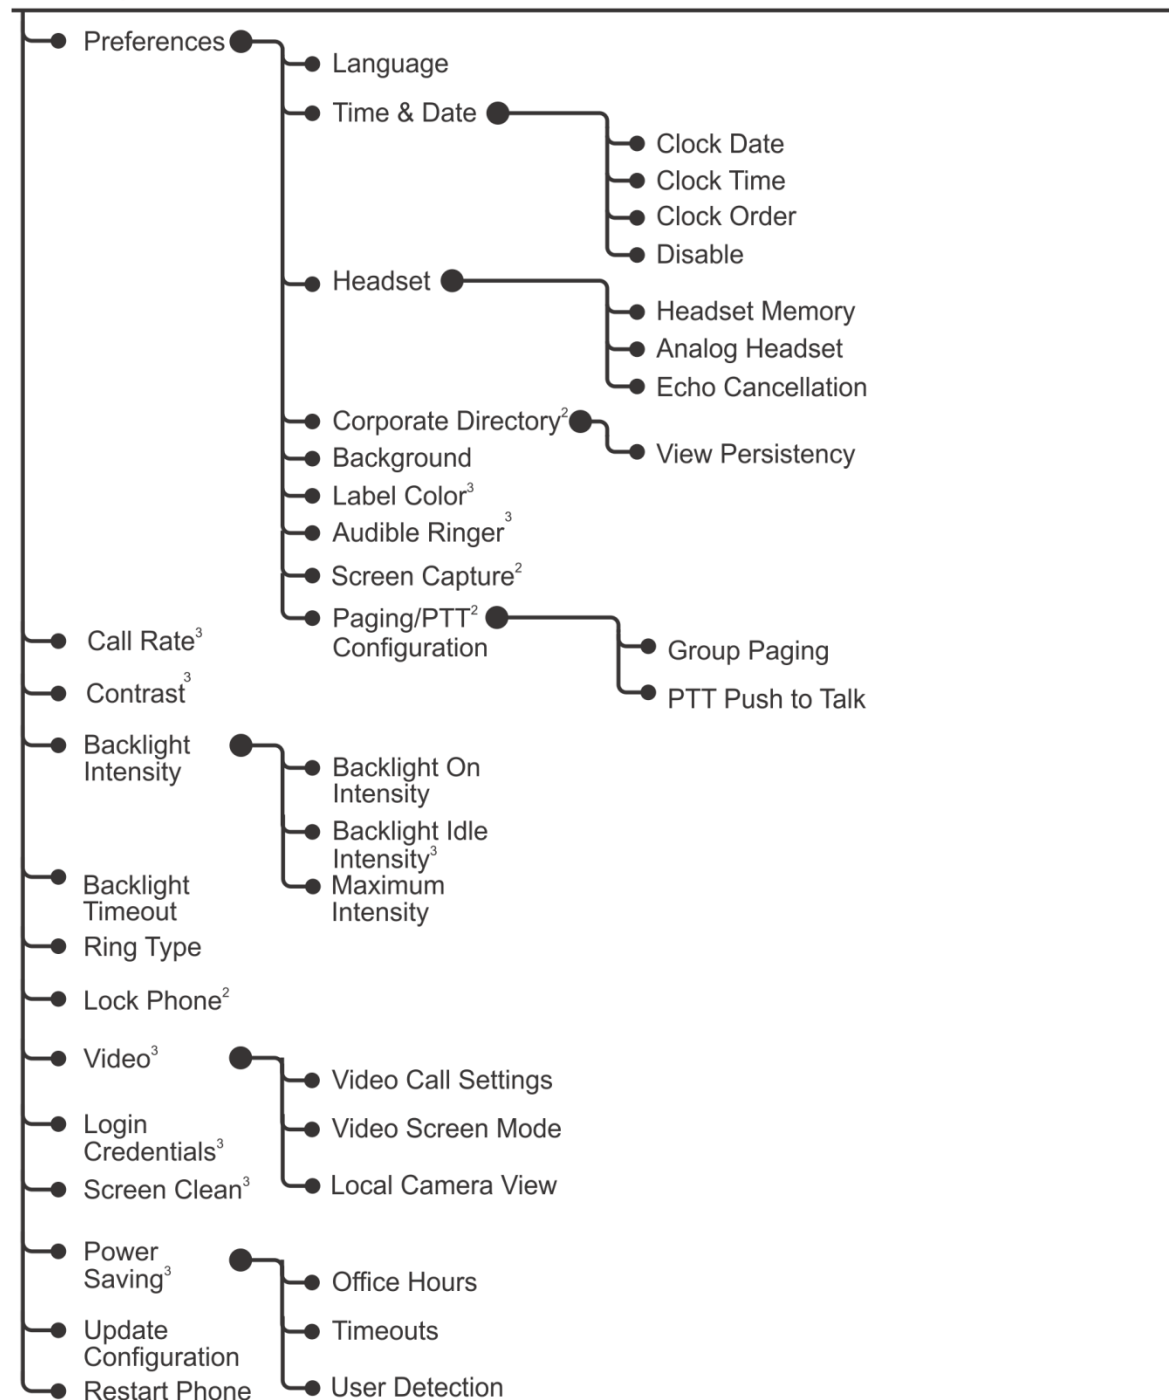 Preferences
Language
Time & Date
Clock Date
Clock Time
Clock Order
Disable
Headset
Headset Memory
Analog Headset
Echo Cancellation
Corporate Directory²
View Persistency
Background
Label Color³
Audible Ringer³
Screen Capture²
Paging/PTT²
Configuration
Group Paging
PTT Push to Talk
Call Rate³
Contrast³
Backlight
Intensity
Backlight On
Intensity
Backlight Idle
Intensity³
Maximum
Intensity
Backlight
Timeout
Ring Type
Lock Phone²
Video³
Video Call Settings
Video Screen Mode
Local Camera View
Login
Credentials³
Screen Clean³
Power
Saving³
Office Hours
Timeouts
User Detection
Update
Configuration
Restart Phone